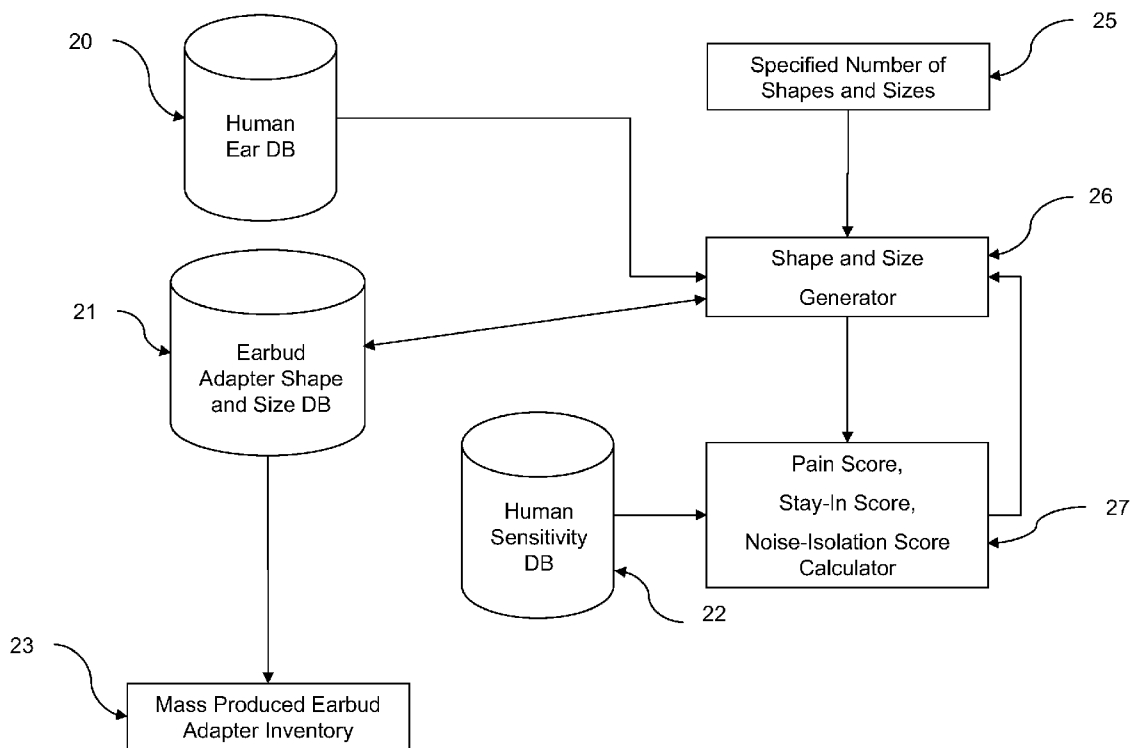 20
Human
Ear DB
25
Specified Number of
Shapes and Sizes
26
Shape and Size
Generator
21
Earbud
Adapter Shape
and Size DB
Human
Sensitivity
DB
22
Pain Score,
Stay-In Score,
Noise-Isolation Score
Calculator
27
23
Mass Produced Earbud
Adapter Inventory